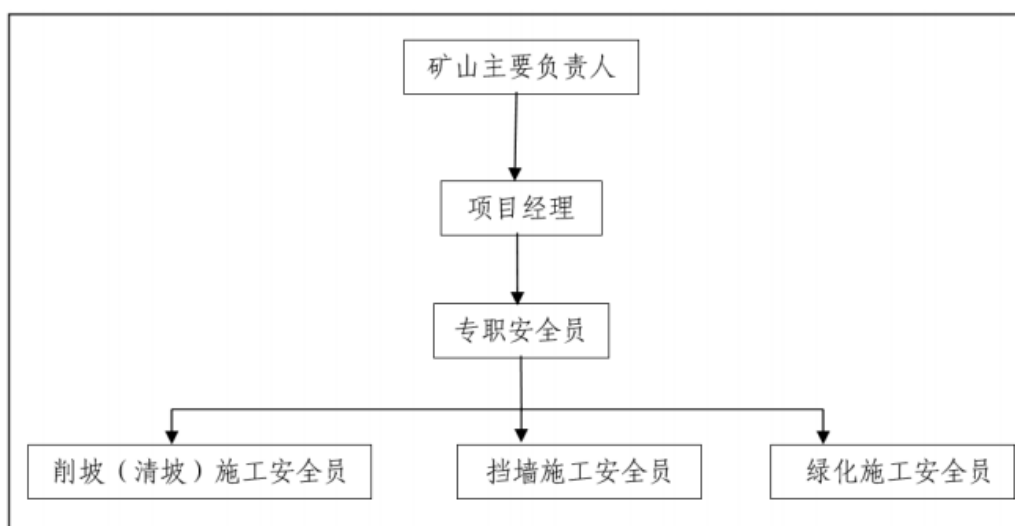 矿山主要负责人
项目经理
专职安全员
削坡（清坡）施工安全员
挡墙施工安全员
绿化施工安全员